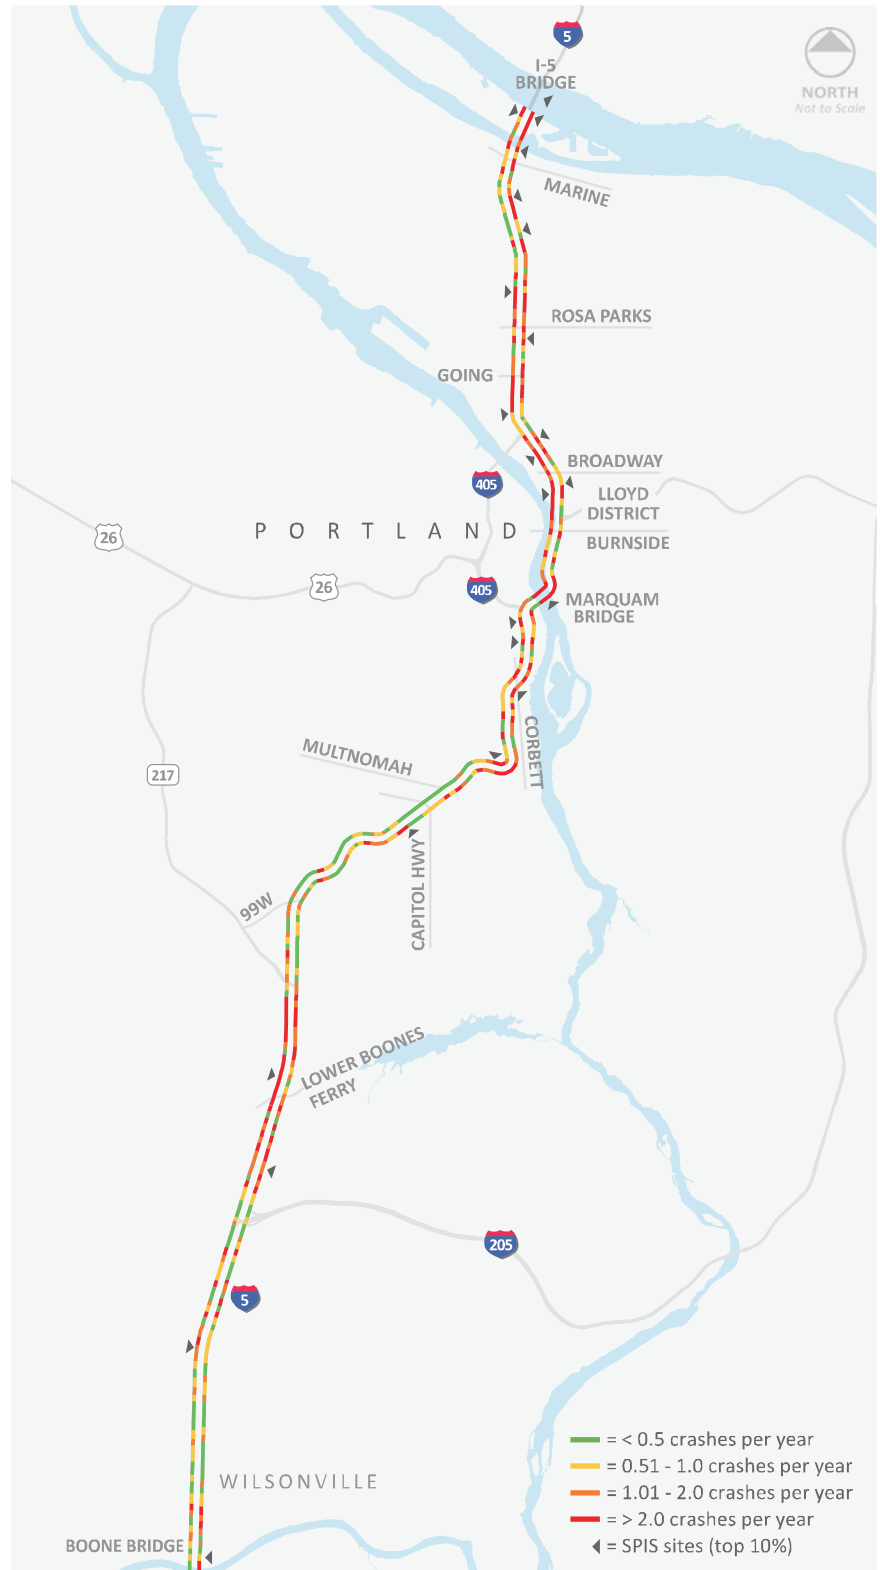 5
I-5
BRIDGE
NORTH
Not to Scale
MARINE
ROSA PARKS
GOING
BROADWAY
405
LLOYD
DISTRICT
PORTLAND
26
BURNSIDE
26
405
MARQUAM
BRIDGE
CORBETT
MULTNOMAH
217
CAPITOL HWY
99W
LOWER BOONES
FERRY
205
5
= < 0.5 crashes per year
= 0.51 - 1.0 crashes per year
WILSONVILLE
= 1.01 - 2.0 crashes per year
= > 2.0 crashes per year
BOONE BRIDGE
= SPIS sites (top 10%)